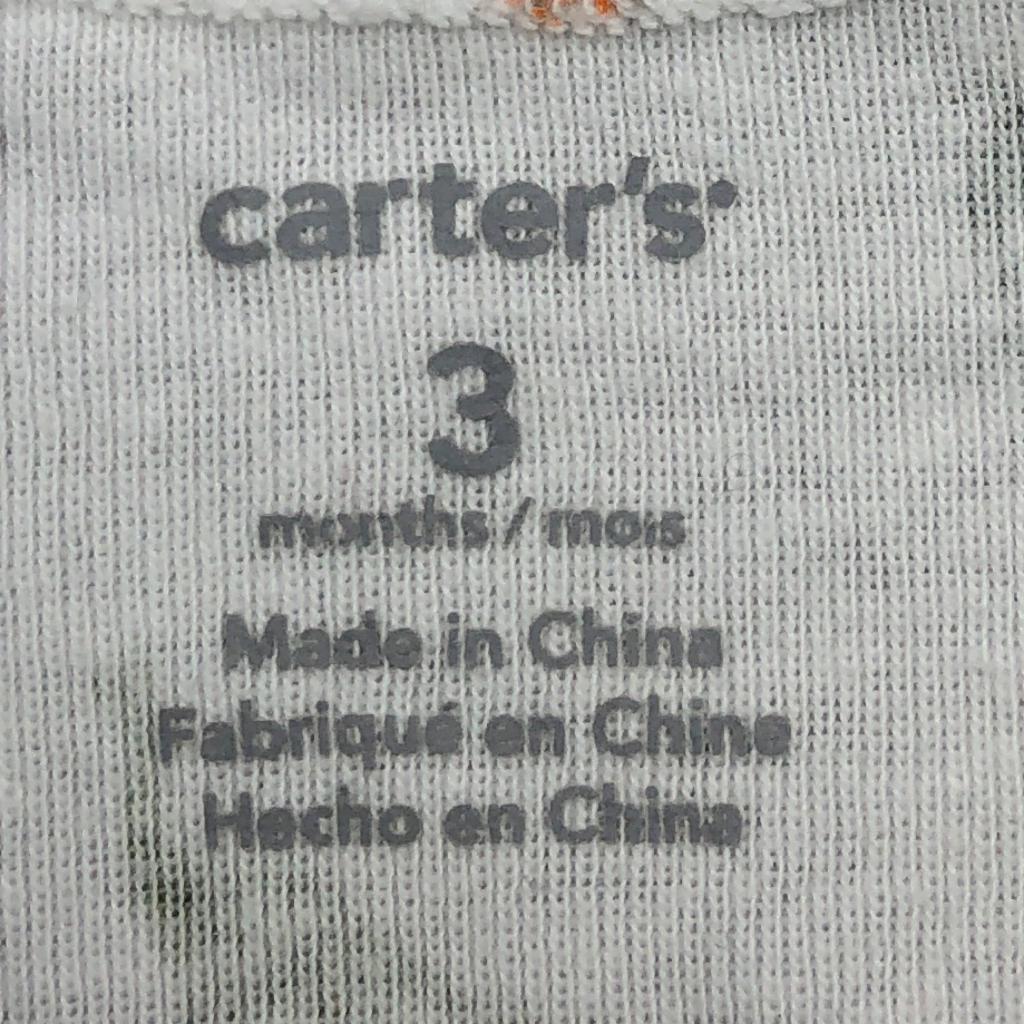 carter's
3
months / mois
Made in China
Fabriqué en Chine
Hecho en China